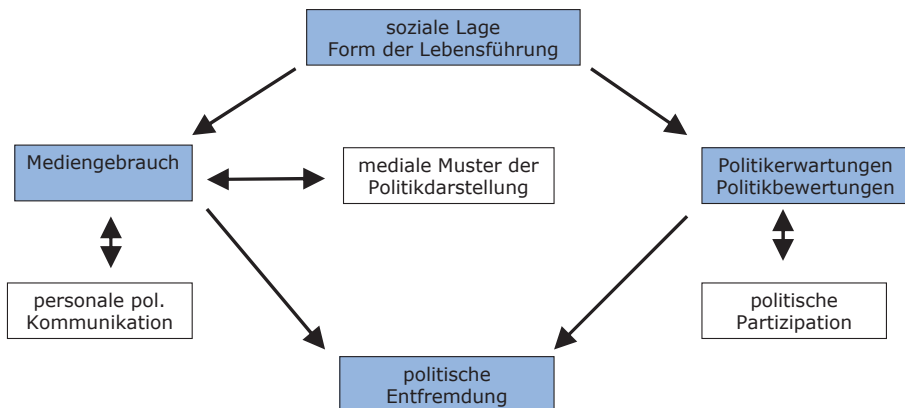 soziale Lage
Form der Lebensführung
Mediengebrauch
mediale Muster der
Politikdarstellung
Politikerwartungen
Politikbewertungen
personale pol.
Kommunikation
politische
Partizipation
politische
Entfremdung